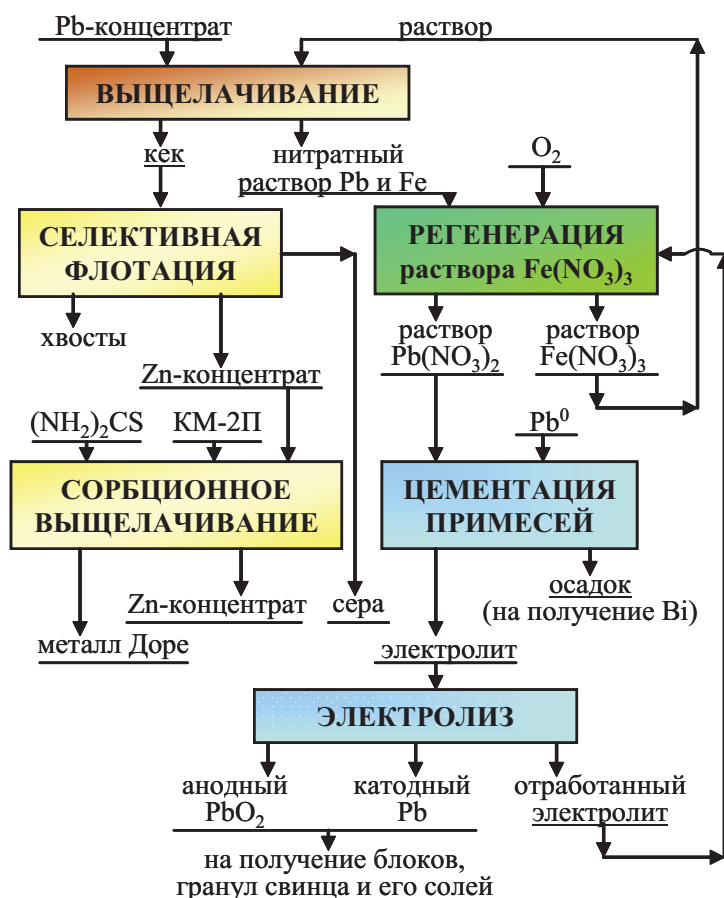 Pb-концентрат
раствор
ВЫЩЕЛАЧИВАНИЕ
кек
нитратный
раствор Pb и Fe
O₂
СЕЛЕКТИВНАЯ
ФЛОТАЦИЯ
РЕГЕНЕРАЦИЯ
раствора Fe(NO₃)₃
хвосты
Zn-концентрат
раствор
Pb(NO₃)₂
раствор
Fe(NO₃)₃
(NH₂)₂CS
КМ-2П
Pb⁰
СОРБЦИОННОЕ
ВЫЩЕЛАЧИВАНИЕ
ЦЕМЕНТАЦИЯ
ПРИМЕСЕЙ
Zn-концентрат
сера
осадок
(на получение Bi)
металл Доре
электролит
ЭЛЕКТРОЛИЗ
анодный
PbO₂
катодный
Pb
отработанный
электролит
на получение блоков,
гранул свинца и его солей